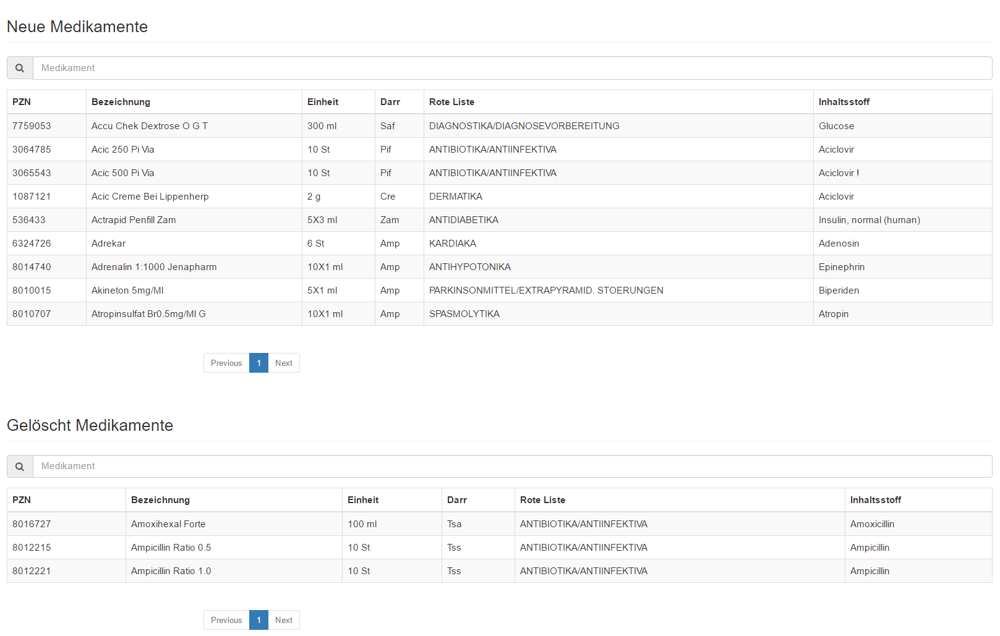 Neue Medikamente
Medikament
PZN Bezeichnung Einheit Darr Rote Liste Inhaltsstoff
7759053 Accu Chek Dextrose O G T 300 ml Saf DIAGNOSTIKA/DIAGNOSEVORBEREITUNG Glucose
3064785 Acic 250 Pi Via 10 St Pif ANTIBIOTIKA/ANTIINFEKTIVA Aciclovir
3065543 Acic 500 Pi Via 10 St Pif ANTIBIOTIKA/ANTIINFEKTIVA Aciclovir !
1087121 Acic Creme Bei Lippenherp 2 g Cre DERMATIKA Aciclovir
536433 Actrapid Penfill Zam 5X3 ml Zam ANTIDIABETIKA Insulin, normal (human)
6324726 Adrekar 6 St Amp KARDIAKA Adenosin
8014740 Adrenalin 1:1000 Jenapharm 10X1 ml Amp ANTIHYPOTONIKA Epinephrin
8010015 Akineton 5mg/Ml 5X1 ml Amp PARKINSONMITTEL/EXTRAPYRAMID. STOERUNGEN Biperiden
8010707 Atropinsulfat Br0.5mg/Ml G 10X1 ml Amp SPASMOLYTIKA Atropin
Previous 1 Next
Gelöscht Medikamente
Medikament
PZN Bezeichnung Einheit Darr Rote Liste Inhaltsstoff
8016727 Amoxihexal Forte 100 ml Tsa ANTIBIOTIKA/ANTIINFEKTIVA Amoxicillin
8012215 Ampicillin Ratio 0.5 10 St Tss ANTIBIOTIKA/ANTIINFEKTIVA Ampicillin
8012221 Ampicillin Ratio 1.0 10 St Tss ANTIBIOTIKA/ANTIINFEKTIVA Ampicillin
Previous 1 Next